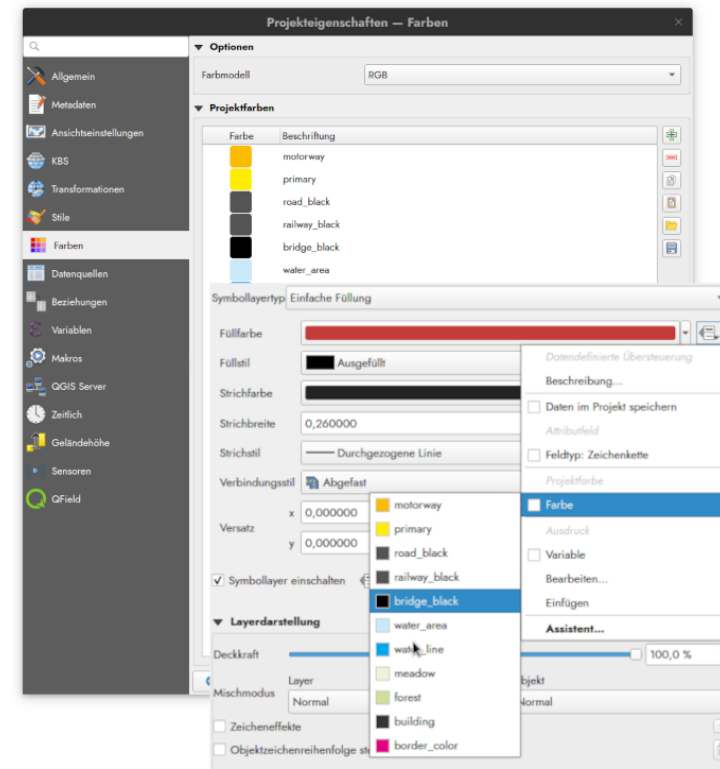 Projekteigenschaften — Farben
Allgemein
Metadaten
Ansichtseinstellungen
KBS
Transformationen
Stile
Farben
Datenquellen
Beziehungen
Variablen
Makros
QGIS Server
Zeitlich
Geländehöhe
Sensoren
QField
Optionen
Farbmodell RGB
Projektfarben
Farbe Beschriftung
motorway
primary
road_black
railway_black
bridge_black
water_area
Symbollayertyp Einfache Füllung
Füllfarbe
Füllstil Ausgefüllt
Strichfarbe
Strichbreite 0,260000
Strichstil Durchgezogene Linie
Verbindungsstil Abgefast
Versatz
x 0,000000
y 0,000000
Symbollayer einschalten
Layerdarstellung
Deckkraft 100,0 %
Mischmodus
Layer
Normal
Zeicheneffekte
Objektzeichenreihenfolge
Datendefinierte Übersteuerung
Beschreibung...
Daten im Projekt speichern
Attributfeld
Feldtyp: Zeichenkette
Projektfarbe
Farbe
Ausdruck
Variable
Bearbeiten...
Einfügen
Assistent...
motorway
primary
road_black
railway_black
bridge_black
water_area
water_line
meadow
forest
building
border_color